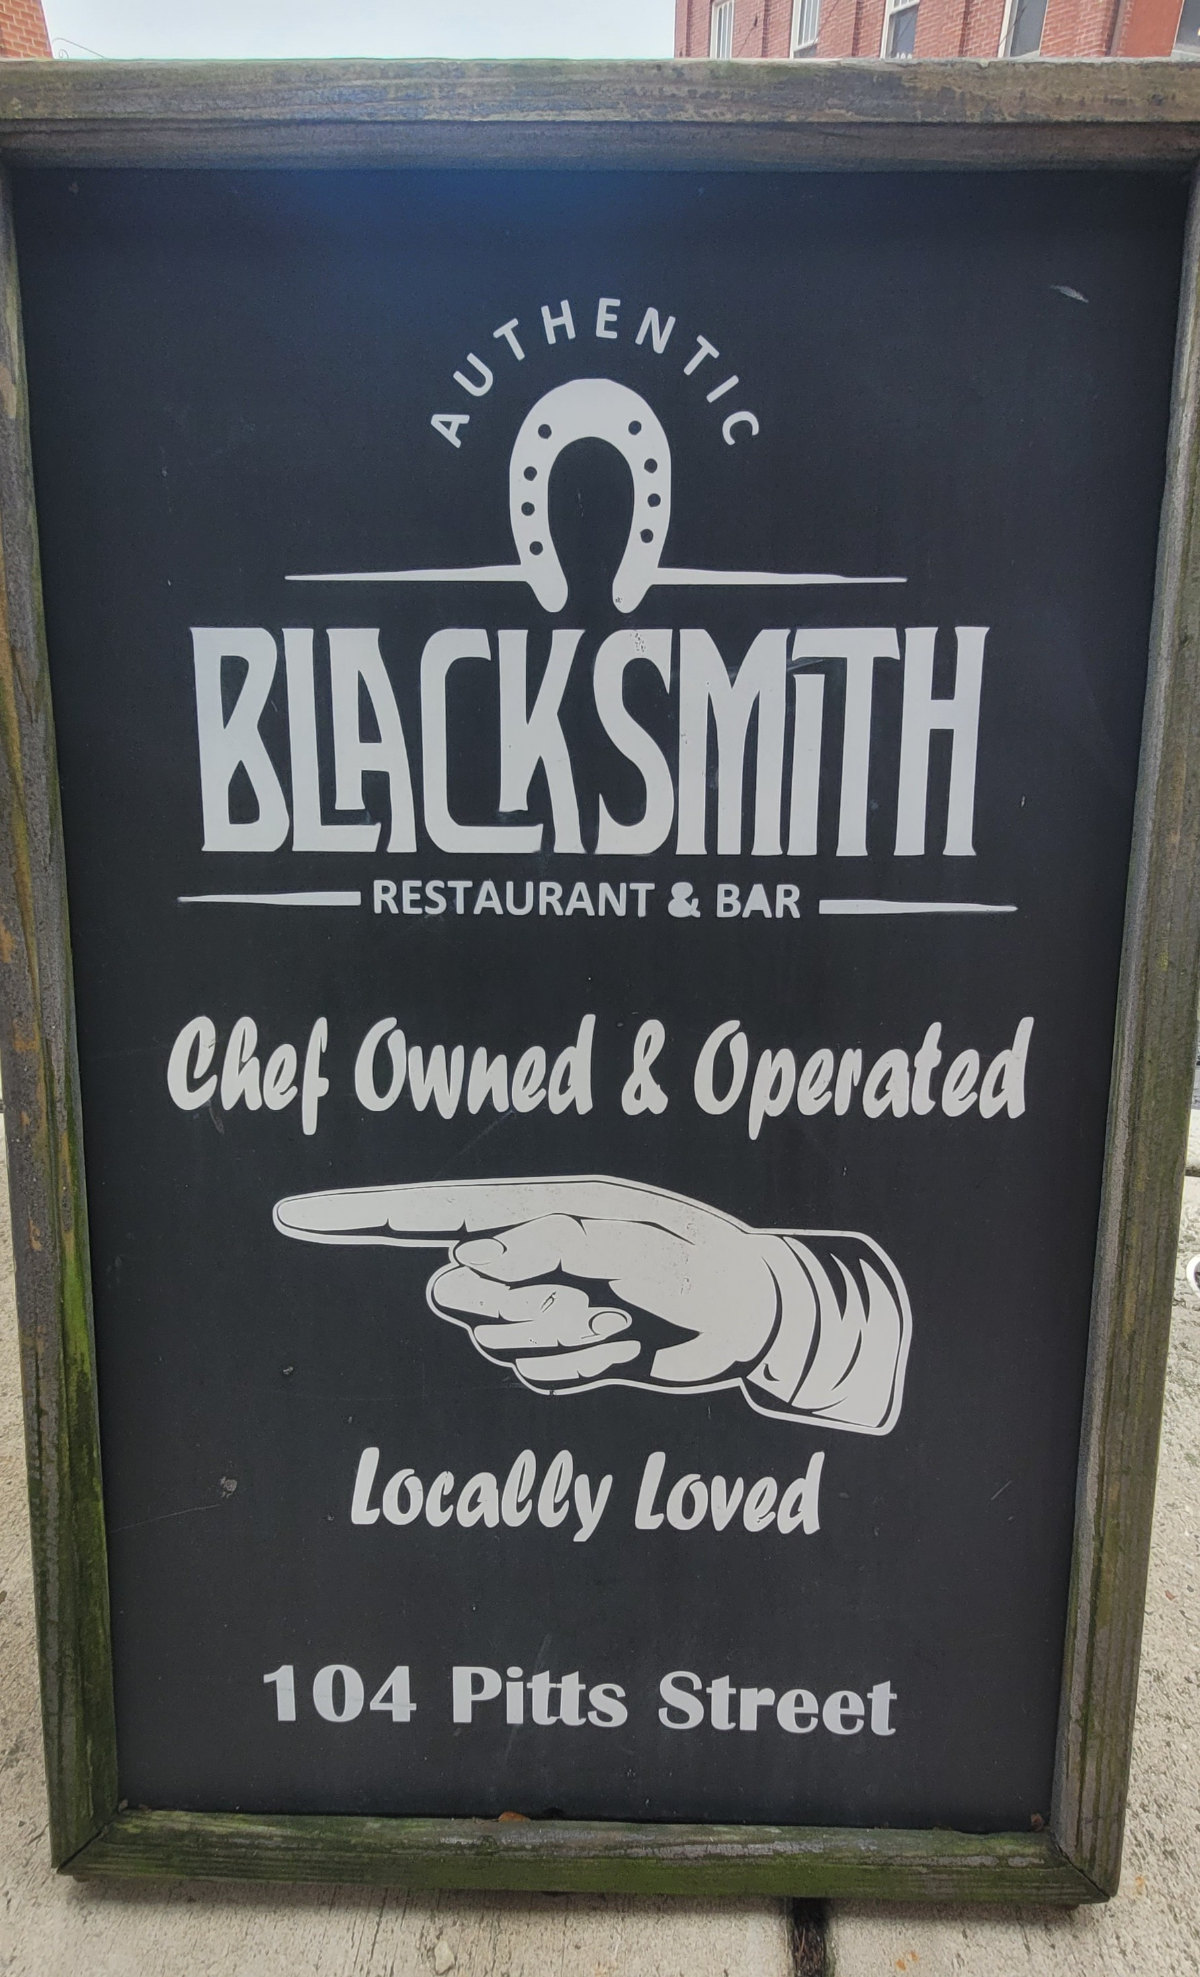 AUTHENTIC
BLACKSMiTH
RESTAURANT & BAR
Chef Owned & Operated
Locally Loved
104 Pitts Street